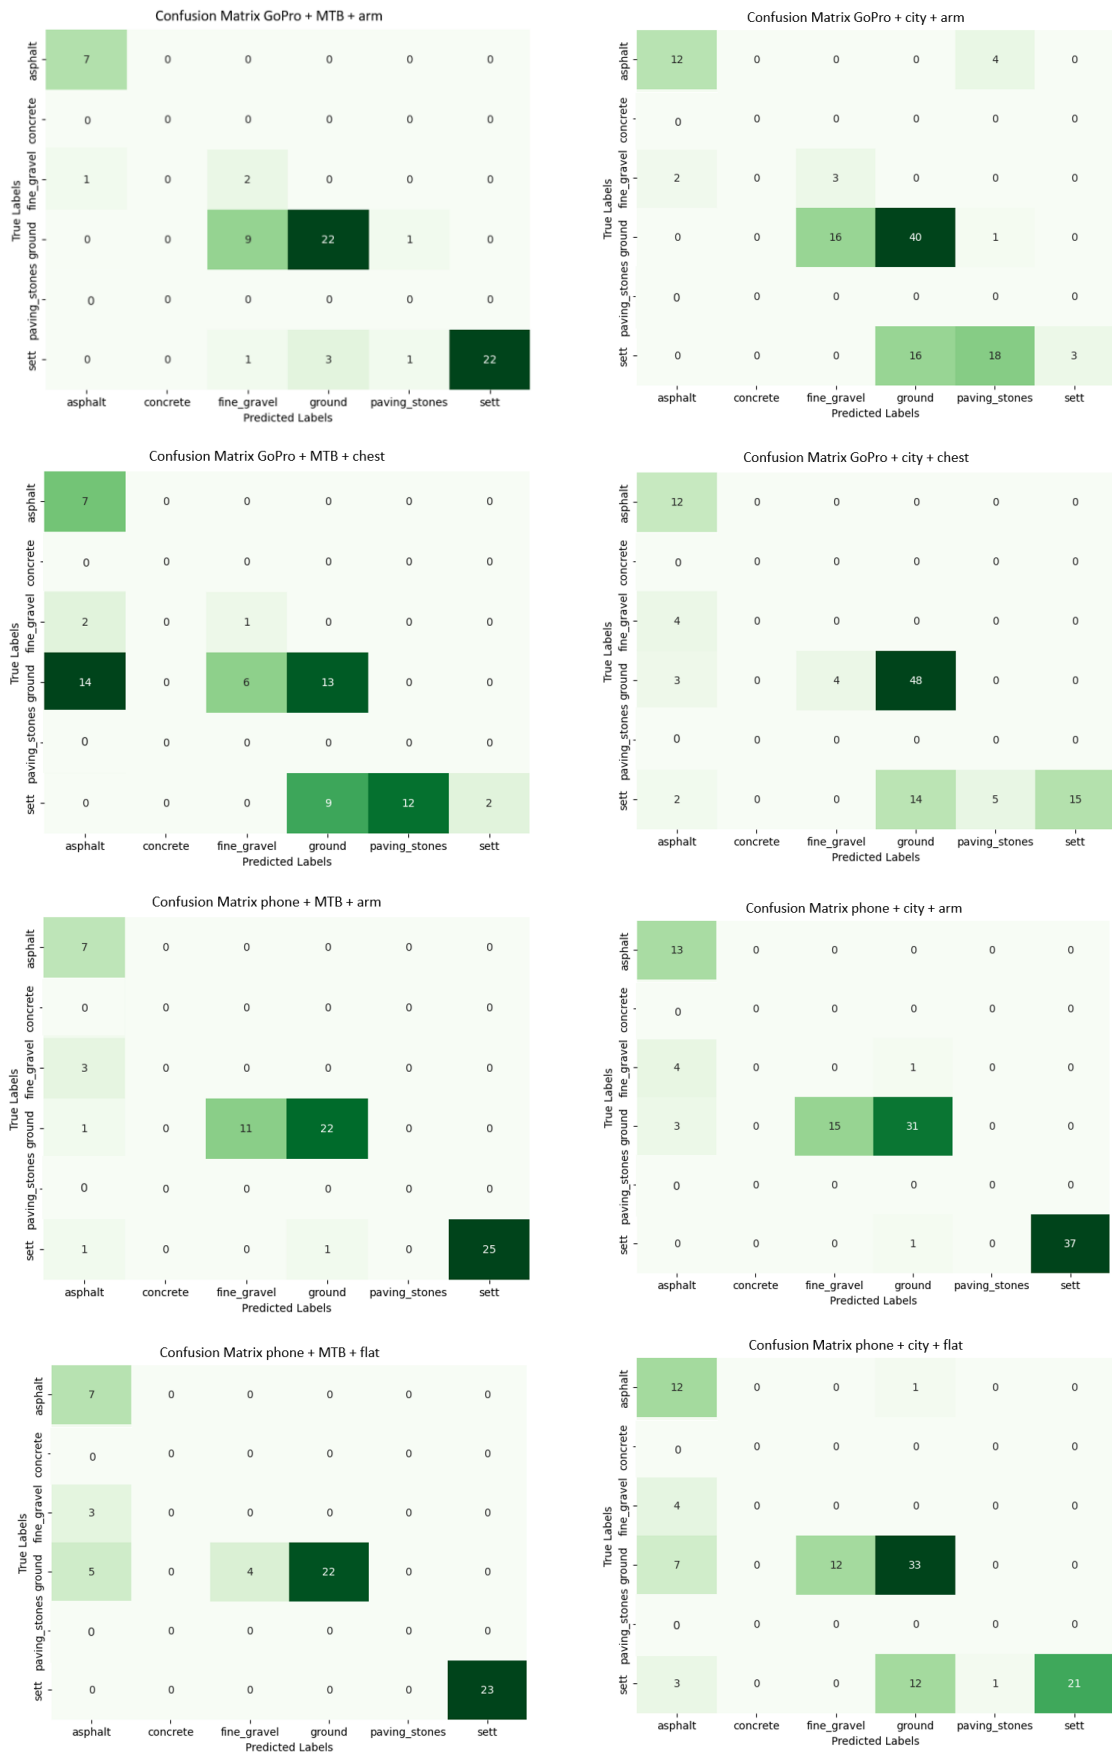 Confusion Matrix GoPro + MTB + arm
asphalt 7 0 0 0 0 0
concrete 0 0 0 0 0 0
fine_gravel 1 0 2 0 0 0
ground 0 0 9 22 1 0
paving_stones 0 0 0 0 0 0
sett 0 0 1 3 1 22
True Labels
asphalt concrete fine_gravel ground paving_stones sett
Predicted Labels
Confusion Matrix GoPro + city + arm
asphalt 12 0 0 0 4 0
concrete 0 0 0 0 0 0
fine_gravel 2 0 3 0 0 0
ground 0 0 16 40 1 0
paving_stones 0 0 0 0 0 0
sett 0 0 0 16 18 3
True Labels
asphalt concrete fine_gravel ground paving_stones sett
Predicted Labels
Confusion Matrix GoPro + MTB + chest
asphalt 7 0 0 0 0 0
concrete 0 0 0 0 0 0
fine_gravel 2 0 1 0 0 0
ground 14 0 6 13 0 0
paving_stones 0 0 0 0 0 0
sett 0 0 0 9 12 2
True Labels
asphalt concrete fine_gravel ground paving_stones sett
Predicted Labels
Confusion Matrix GoPro + city + chest
asphalt 12 0 0 0 0 0
concrete 0 0 0 0 0 0
fine_gravel 4 0 0 0 0 0
ground 3 0 4 48 0 0
paving_stones 0 0 0 0 0 0
sett 2 0 0 14 5 15
True Labels
asphalt concrete fine_gravel ground paving_stones sett
Predicted Labels
Confusion Matrix phone + MTB + arm
asphalt 7 0 0 0 0 0
concrete 0 0 0 0 0 0
fine_gravel 3 0 0 0 0 0
ground 1 0 11 22 0 0
paving_stones 0 0 0 0 0 0
sett 1 0 0 1 0 25
True Labels
asphalt concrete fine_gravel ground paving_stones sett
Predicted Labels
Confusion Matrix phone + city + arm
asphalt 13 0 0 0 0 0
concrete 0 0 0 0 0 0
fine_gravel 4 0 0 1 0 0
ground 3 0 15 31 0 0
paving_stones 0 0 0 0 0 0
sett 0 0 0 1 0 37
True Labels
asphalt concrete fine_gravel ground paving_stones sett
Predicted Labels
Confusion Matrix phone + MTB + flat
asphalt 7 0 0 0 0 0
concrete 0 0 0 0 0 0
fine_gravel 3 0 0 0 0 0
ground 5 0 4 22 0 0
paving_stones 0 0 0 0 0 0
sett 0 0 0 0 0 23
True Labels
asphalt concrete fine_gravel ground paving_stones sett
Predicted Labels
Confusion Matrix phone + city + flat
asphalt 12 0 0 1 0 0
concrete 0 0 0 0 0 0
fine_gravel 4 0 0 0 0 0
ground 7 0 12 33 0 0
paving_stones 0 0 0 0 0 0
sett 3 0 0 12 1 21
True Labels
asphalt concrete fine_gravel ground paving_stones sett
Predicted Labels